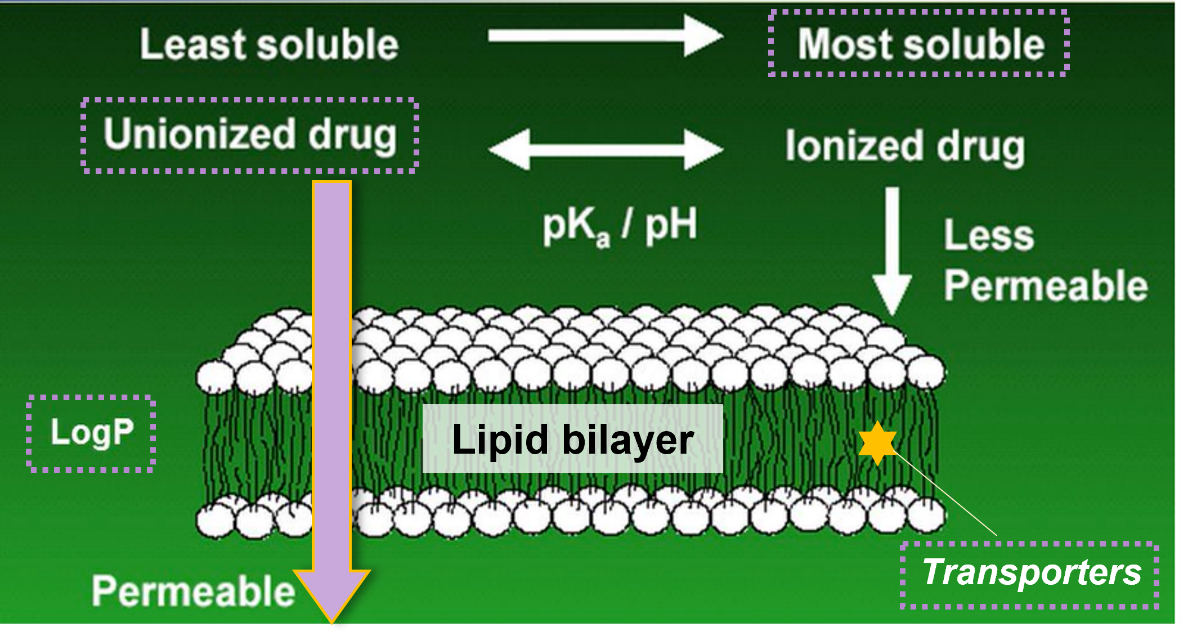 Least soluble
Most soluble
Unionized drug
Ionized drug
pKa / pH
Less
Permeable
LogP
Lipid bilayer
Transporters
Permeable